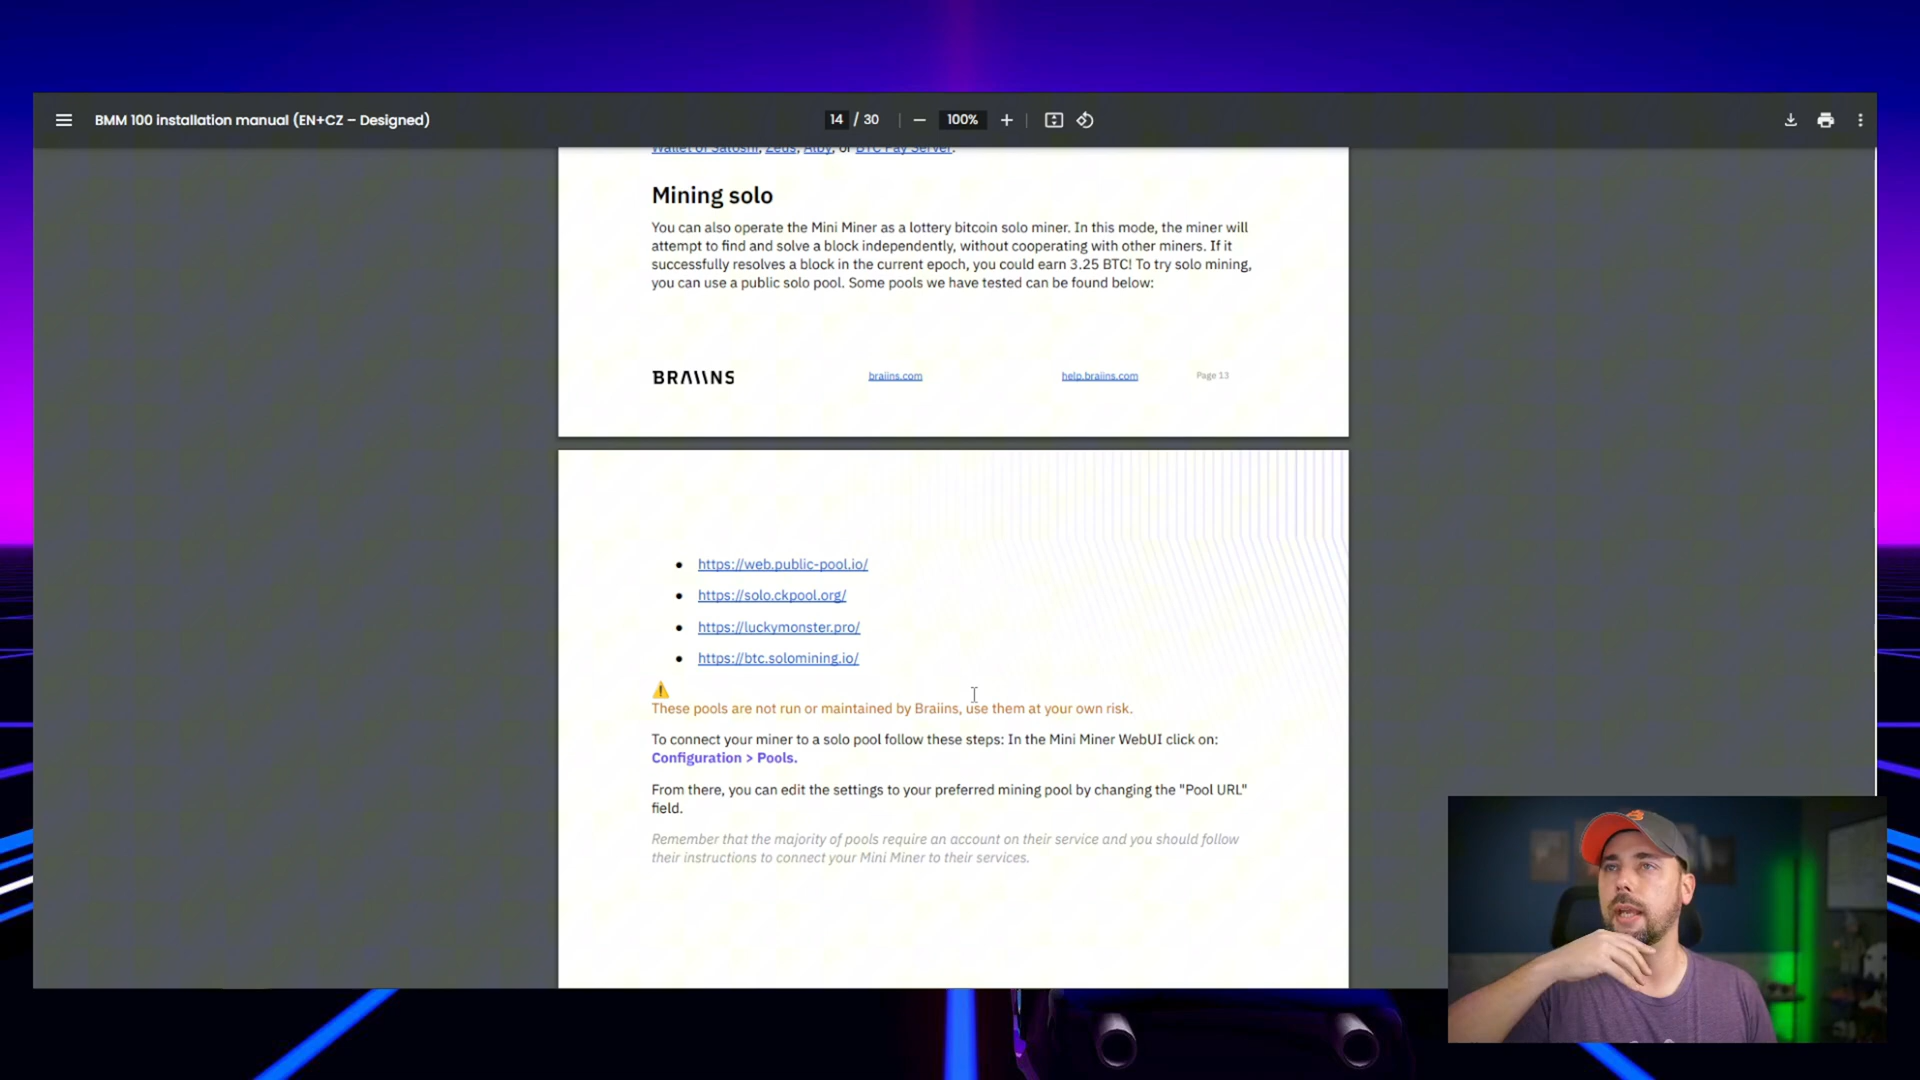 BMM 100 installation manual (EN+CZ – Designed)
14 / 30
100%
Wallet of Satoshi, Zeus, Alby, or BTC Pay Server.
Mining solo
You can also operate the Mini Miner as a lottery bitcoin solo miner. In this mode, the miner will
attempt to find and solve a block independently, without cooperating with other miners. If it
successfully resolves a block in the current epoch, you could earn 3.25 BTC! To try solo mining,
you can use a public solo pool. Some pools we have tested can be found below:
BRAIINS braiins.com help.braiins.com Page 13
https://web.public-pool.io/
https://solo.ckpool.org/
https://luckymonster.pro/
https://btc.solomining.io/
These pools are not run or maintained by Braiins, use them at your own risk.
To connect your miner to a solo pool follow these steps: In the Mini Miner WebUI click on:
Configuration > Pools.
From there, you can edit the settings to your preferred mining pool by changing the "Pool URL"
field.
Remember that the majority of pools require an account on their service and you should follow
their instructions to connect your Mini Miner to their services.